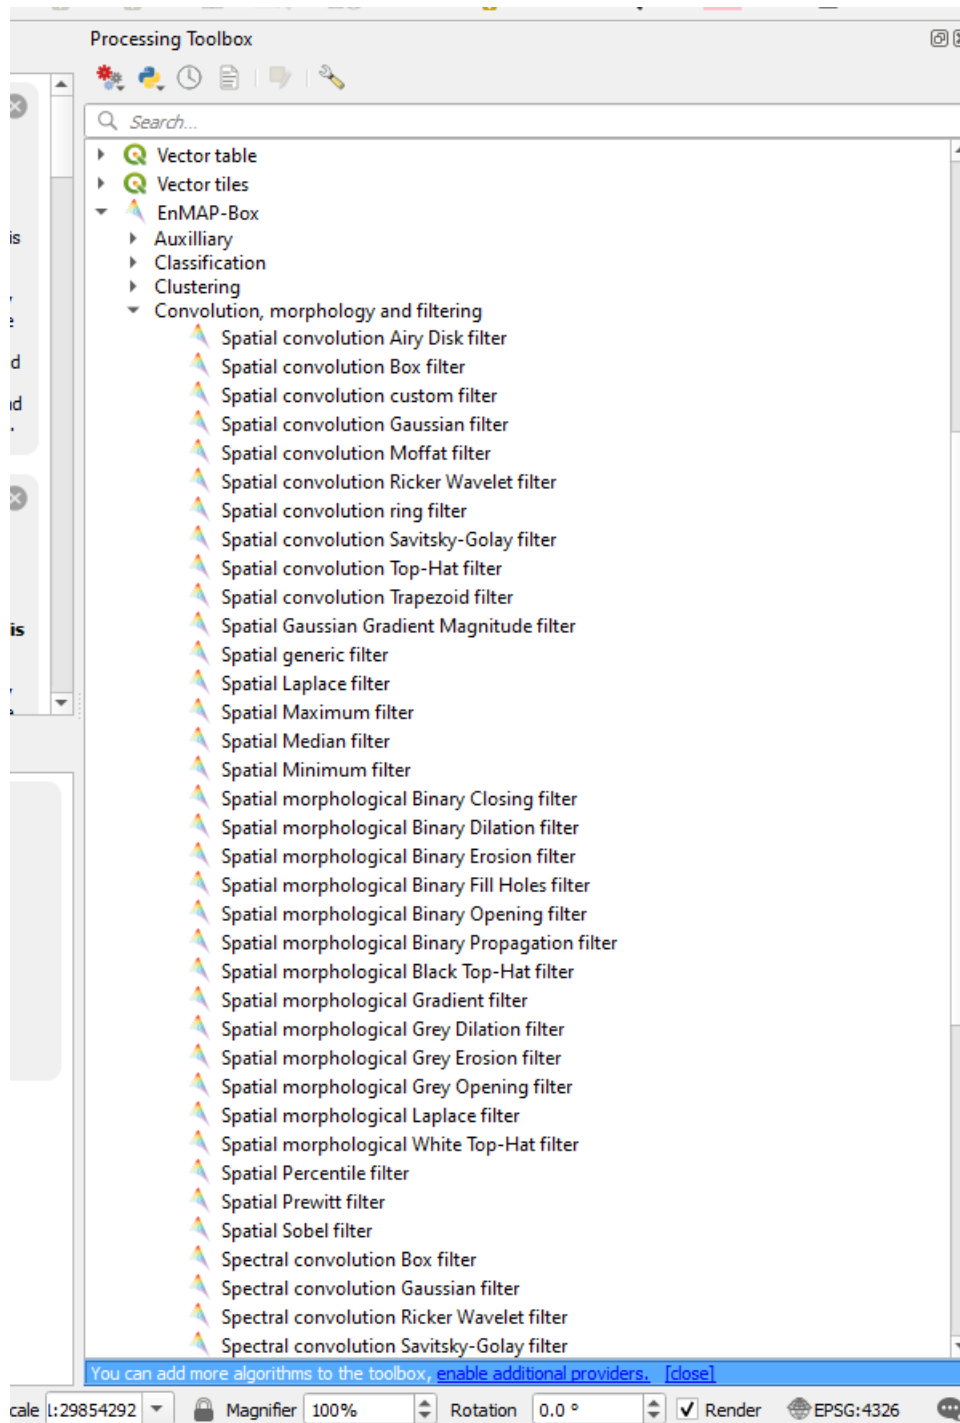 Processing Toolbox
Search...
Vector table
Vector tiles
EnMAP-Box
Auxilliary
Classification
Clustering
Convolution, morphology and filtering
Spatial convolution Airy Disk filter
Spatial convolution Box filter
Spatial convolution custom filter
Spatial convolution Gaussian filter
Spatial convolution Moffat filter
Spatial convolution Ricker Wavelet filter
Spatial convolution ring filter
Spatial convolution Savitsky-Golay filter
Spatial convolution Top-Hat filter
Spatial convolution Trapezoid filter
Spatial Gaussian Gradient Magnitude filter
Spatial generic filter
Spatial Laplace filter
Spatial Maximum filter
Spatial Median filter
Spatial Minimum filter
Spatial morphological Binary Closing filter
Spatial morphological Binary Dilation filter
Spatial morphological Binary Erosion filter
Spatial morphological Binary Fill Holes filter
Spatial morphological Binary Opening filter
Spatial morphological Binary Propagation filter
Spatial morphological Black Top-Hat filter
Spatial morphological Gradient filter
Spatial morphological Grey Dilation filter
Spatial morphological Grey Erosion filter
Spatial morphological Grey Opening filter
Spatial morphological Laplace filter
Spatial morphological White Top-Hat filter
Spatial Percentile filter
Spatial Prewitt filter
Spatial Sobel filter
Spectral convolution Box filter
Spectral convolution Gaussian filter
Spectral convolution Ricker Wavelet filter
Spectral convolution Savitsky-Golay filter
You can add more algorithms to the toolbox, enable additional providers. [close]
cale 1:29854292 Magnifier 100% Rotation 0.0 ° Render EPSG:4326